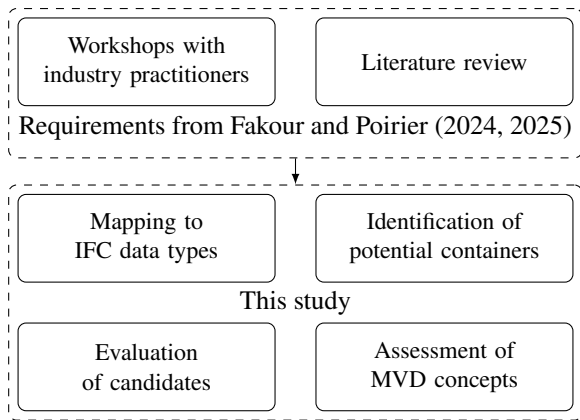 Workshops with
industry practitioners
Literature review
Requirements from Fakour and Poirier (2024, 2025)
Mapping to
IFC data types
Identification of
potential containers
This study
Evaluation
of candidates
Assessment of
MVD concepts